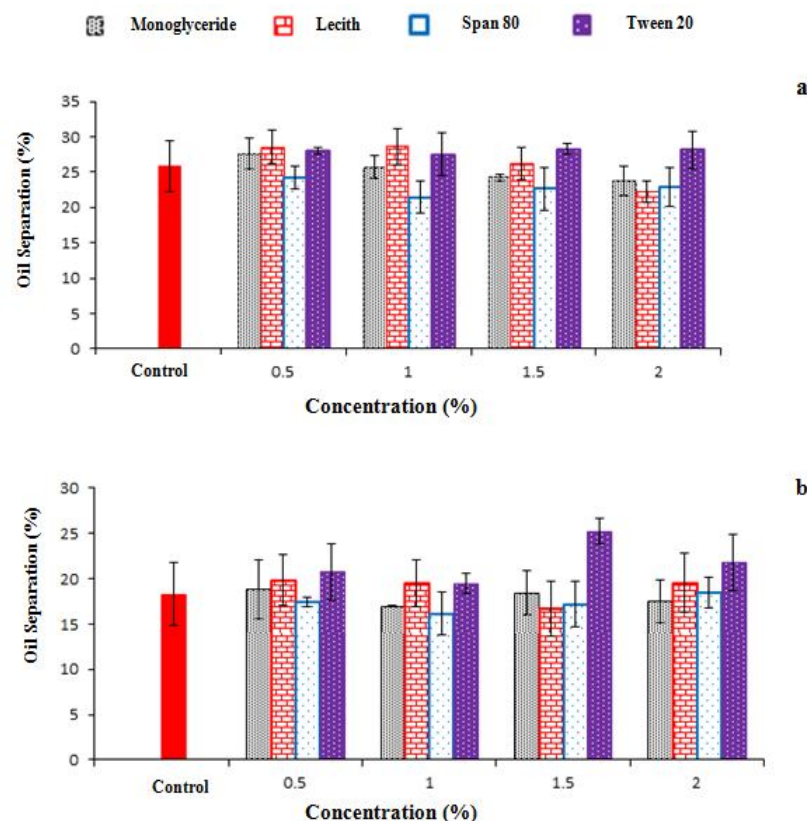 Monoglyceride Lecith Span 80 Tween 20
a
35
30
25
20
15
10
5
0
Oil Separation (%)
Control 0.5 1 1.5 2
Concentration (%)
b
30
25
20
15
10
5
0
Oil Separation (%)
Control 0.5 1 1.5 2
Concentration (%)